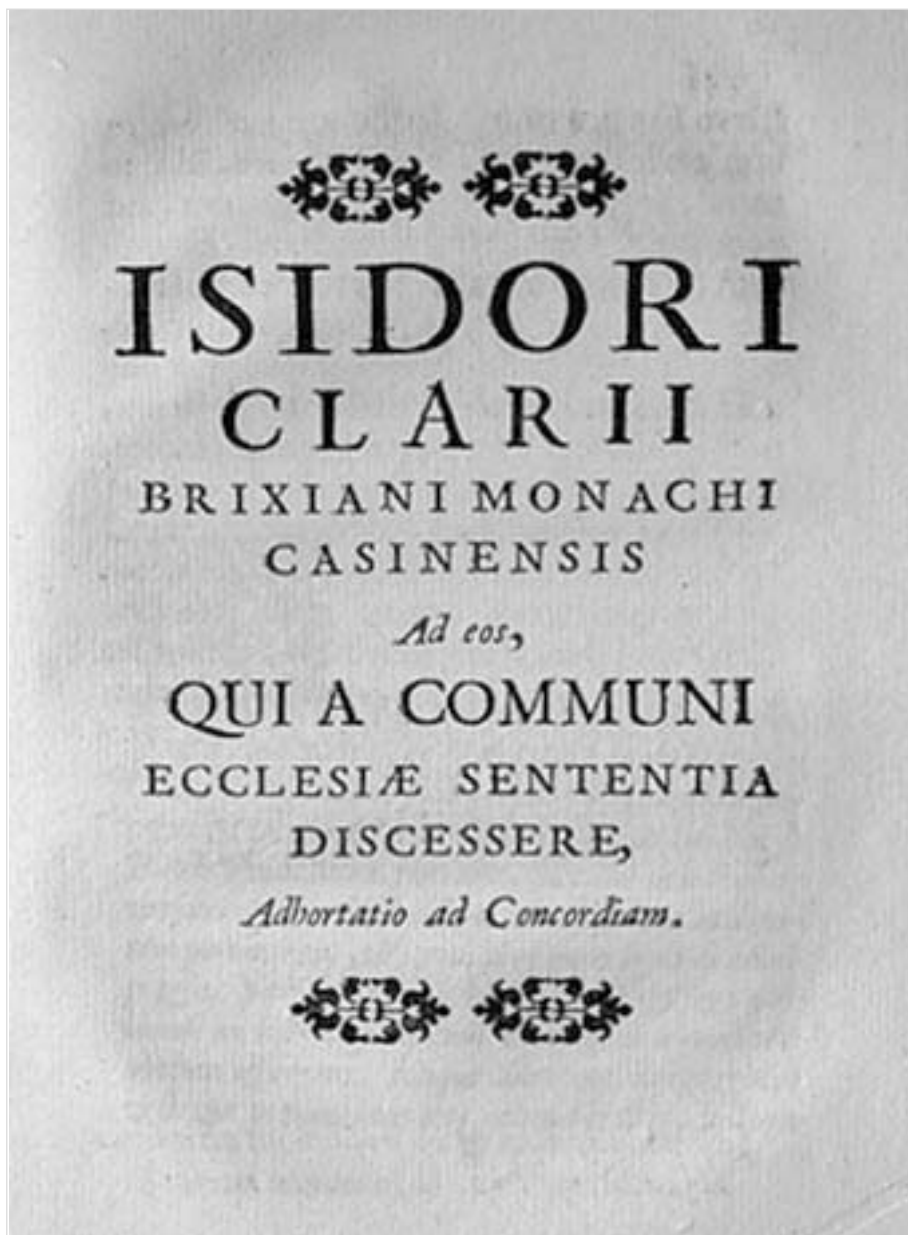 ISIDORI
CLARII
BRIXIANI MONACHI
CASINENSIS
Ad eos,
QUI A COMMUNI
ECCLESIÆ SENTENTIA
DISCESSERE,
Adhortatio ad Concordiam.